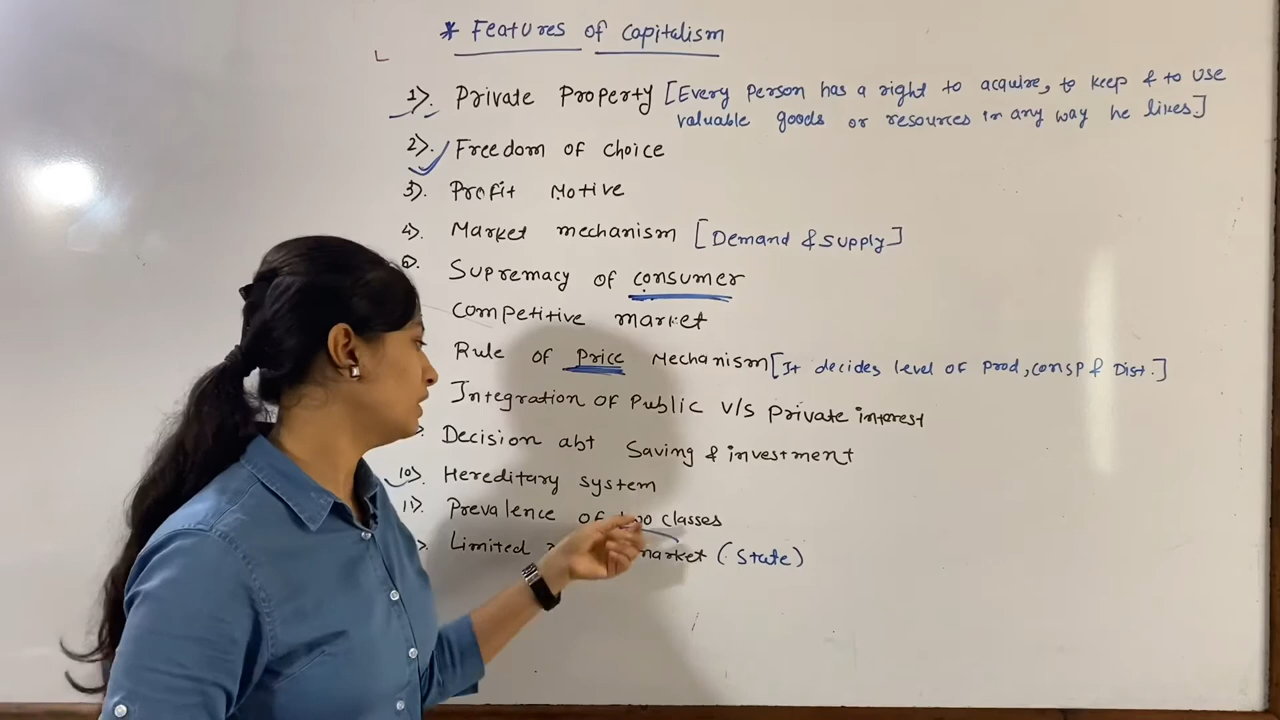 * Features of Capitalism
1). Private Property [Every person has a right to acquire, to keep & to use
valuable goods or resources in any way he likes.]
2). Freedom of choice
3). Profit Motive
4). Market mechanism [Demand & Supply]
Supremacy of consumer
Competitive market
Rule of Price Mechanism [It decides level of Prod, consp & Dist.]
Integration of Public v/s private interest
Decision abt Saving & investment
10). Hereditary system
11). Prevalence of two classes
Limited market (State)